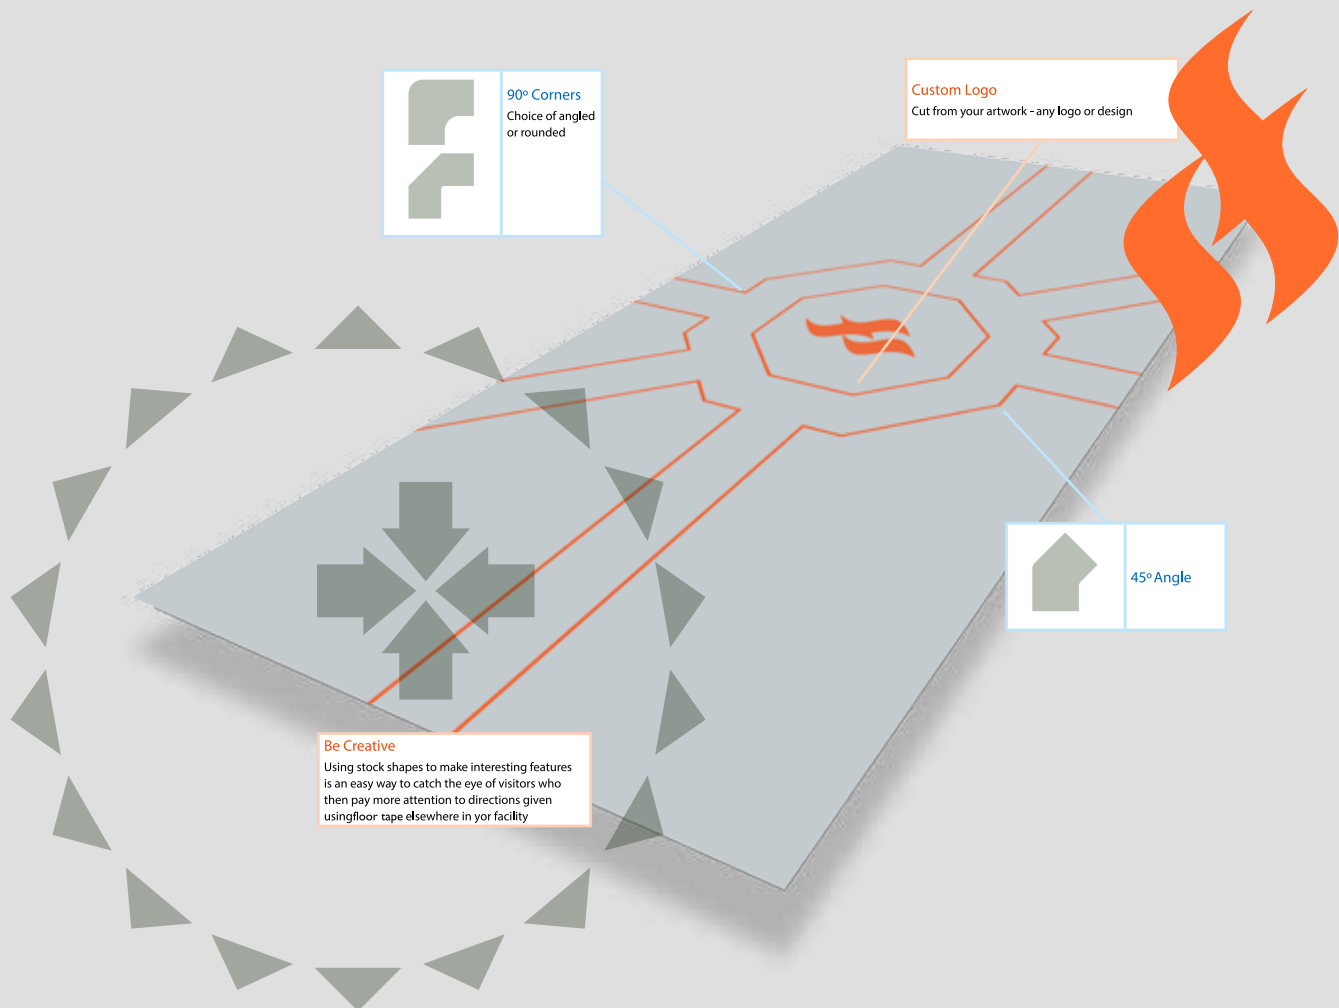 90º Corners
Choice of angled
or rounded
Custom Logo
Cut from your artwork - any logo or design
45º Angle
Be Creative
Using stock shapes to make interesting features
is an easy way to catch the eye of visitors who
then pay more attention to directions given
usingfloor tape elsewhere in yor facility